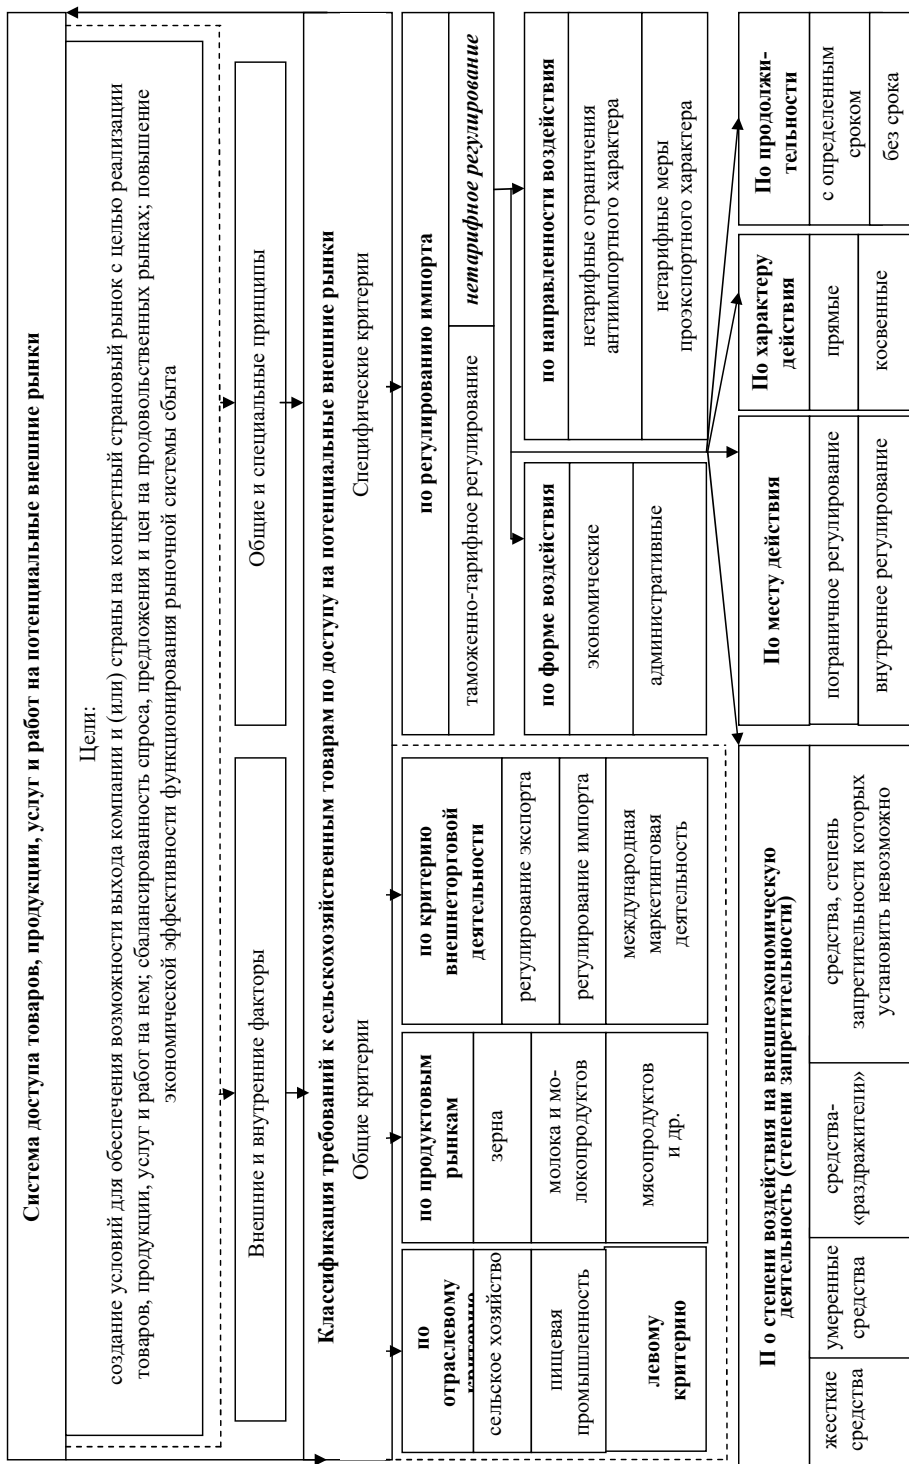 Система доступа товаров, продукции, услуг и работ на потенциальные внешние рынки
Цели:
создание условий для обеспечения возможности выхода компании и (или) страны на конкретный страновый рынок с целью реализации
товаров, продукции, услуг и работ на нем; сбалансированность спроса, предложения и цен на продовольственных рынках; повышение
экономической эффективности функционирования рыночной системы сбыта
Внешние и внутренние факторы
Общие и специальные принципы
Классификация требований к сельскохозяйственным товарам по доступу на потенциальные внешние рынки
Общие критерии
Специфические критерии
по
отраслевому
критерию
сельское хозяйство
пищевая
промышленность
левому
критерию
по продуктовым
рынкам
зерна
молока и мо-
локопродуктов
мясопродуктов
и др.
по критерию
внешнеторговой
деятельности
регулирование экспорта
регулирование импорта
международная
маркетинговая
деятельность
по регулированию импорта
таможенно-тарифное регулирование
нетарифное регулирование
по форме воздействия
экономические
административные
по направленности воздействия
нетарифные ограничения
антиимпортного характера
нетарифные меры
проэкспортного характера
П о степени воздействия на внешнеэкономическую
деятельность (степени запретительности)
жесткие
средства
умеренные
средства
средства-
«раздражители»
средства, степень
запретительности которых
установить невозможно
По месту действия
пограничное регулирование
внутреннее регулирование
По характеру
действия
прямые
косвенные
По продолжи-
тельности
с определенным
сроком
без срока